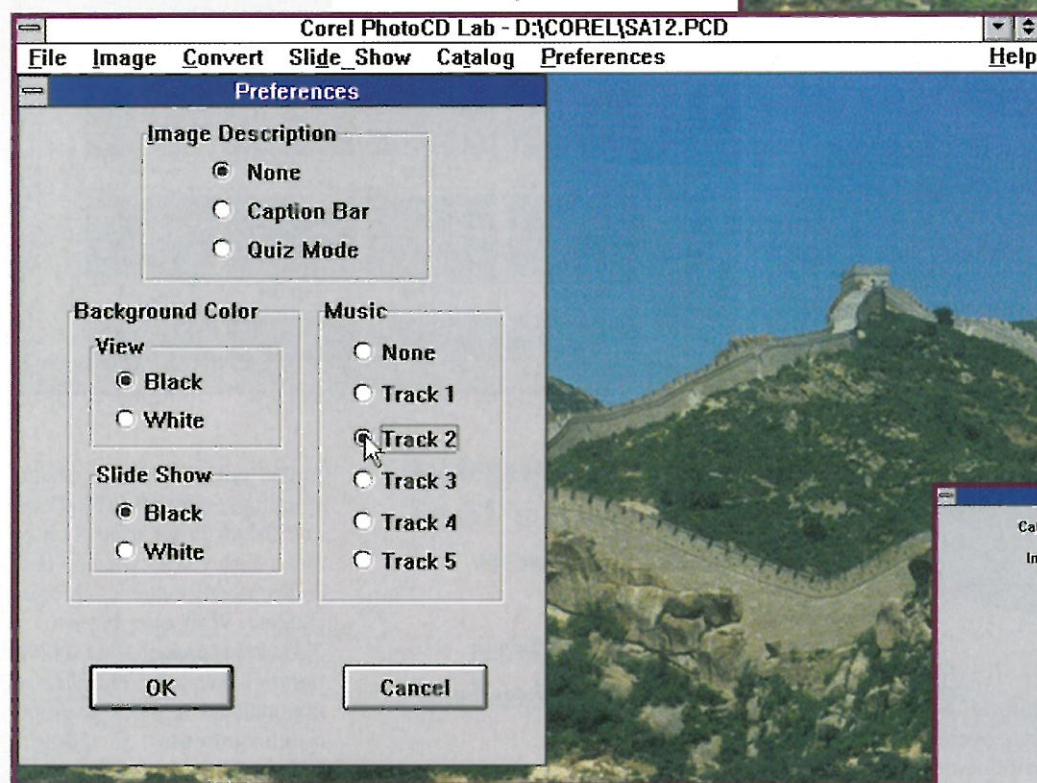 Corel PhotoCD Lab - D:\COREL\SA12.PCD
File Image Convert Slide_Show Catalog Preferences Help
Preferences
Image Description
None
Caption Bar
Quiz Mode
Background Color
View
Black
White
Slide Show
Black
White
Music
None
Track 1
Track 2
Track 3
Track 4
Track 5
OK Cancel